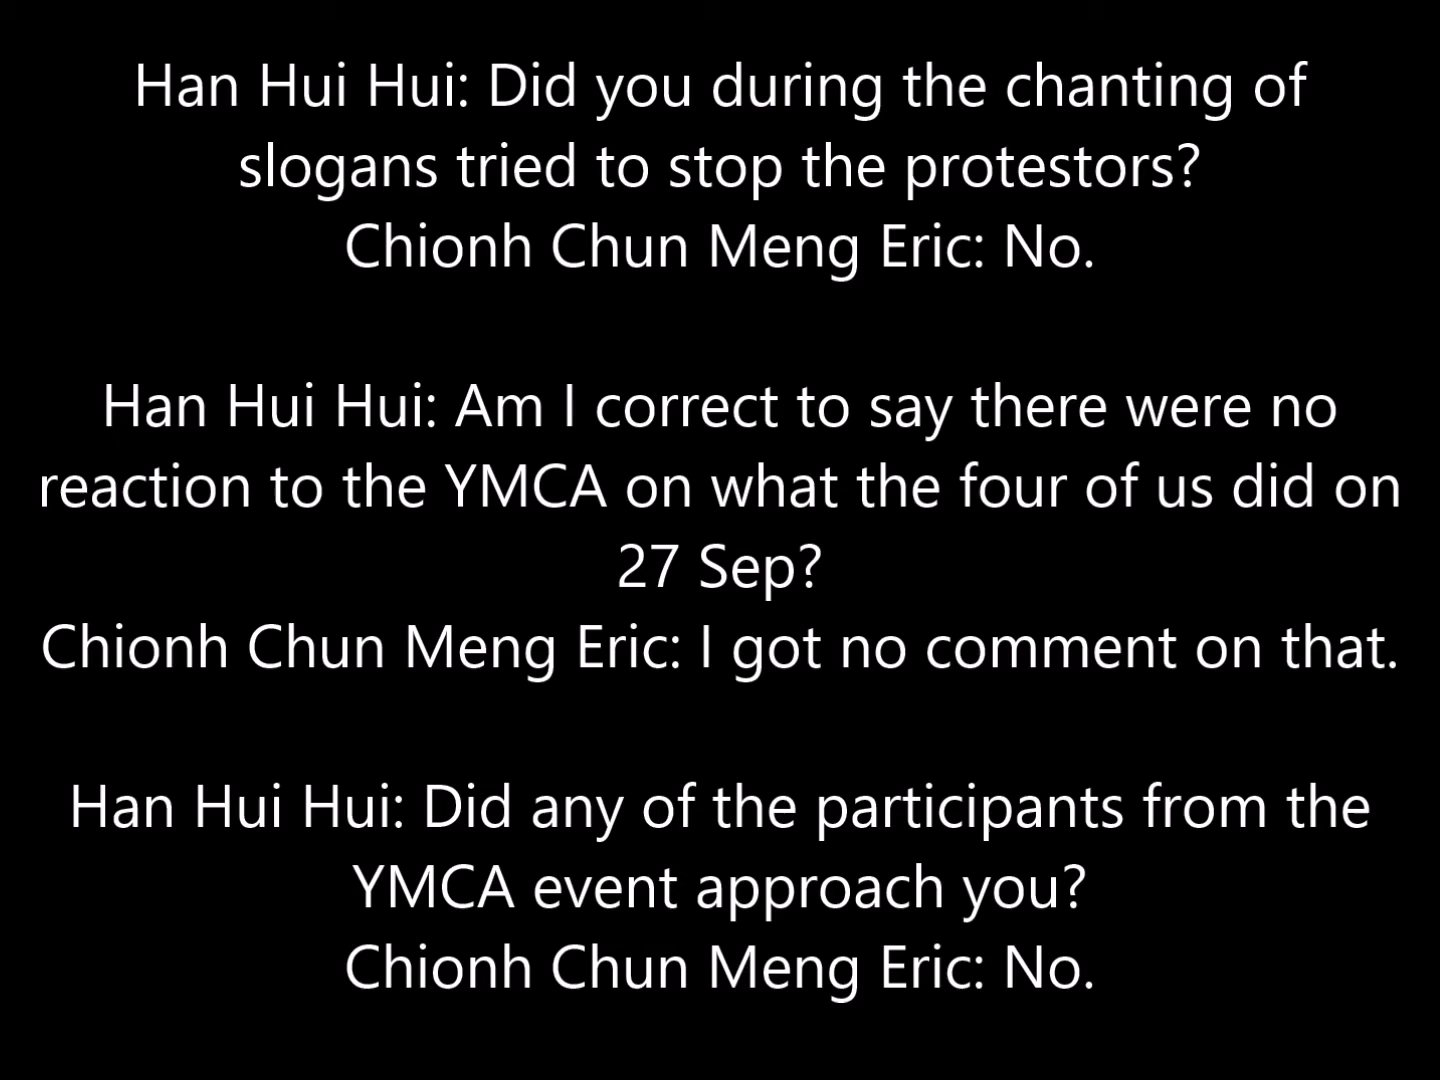 Han Hui Hui: Did you during the chanting of
slogans tried to stop the protestors?
Chionh Chun Meng Eric: No.
Han Hui Hui: Am I correct to say there were no
reaction to the YMCA on what the four of us did on
27 Sep?
Chionh Chun Meng Eric: I got no comment on that.
Han Hui Hui: Did any of the participants from the
YMCA event approach you?
Chionh Chun Meng Eric: No.